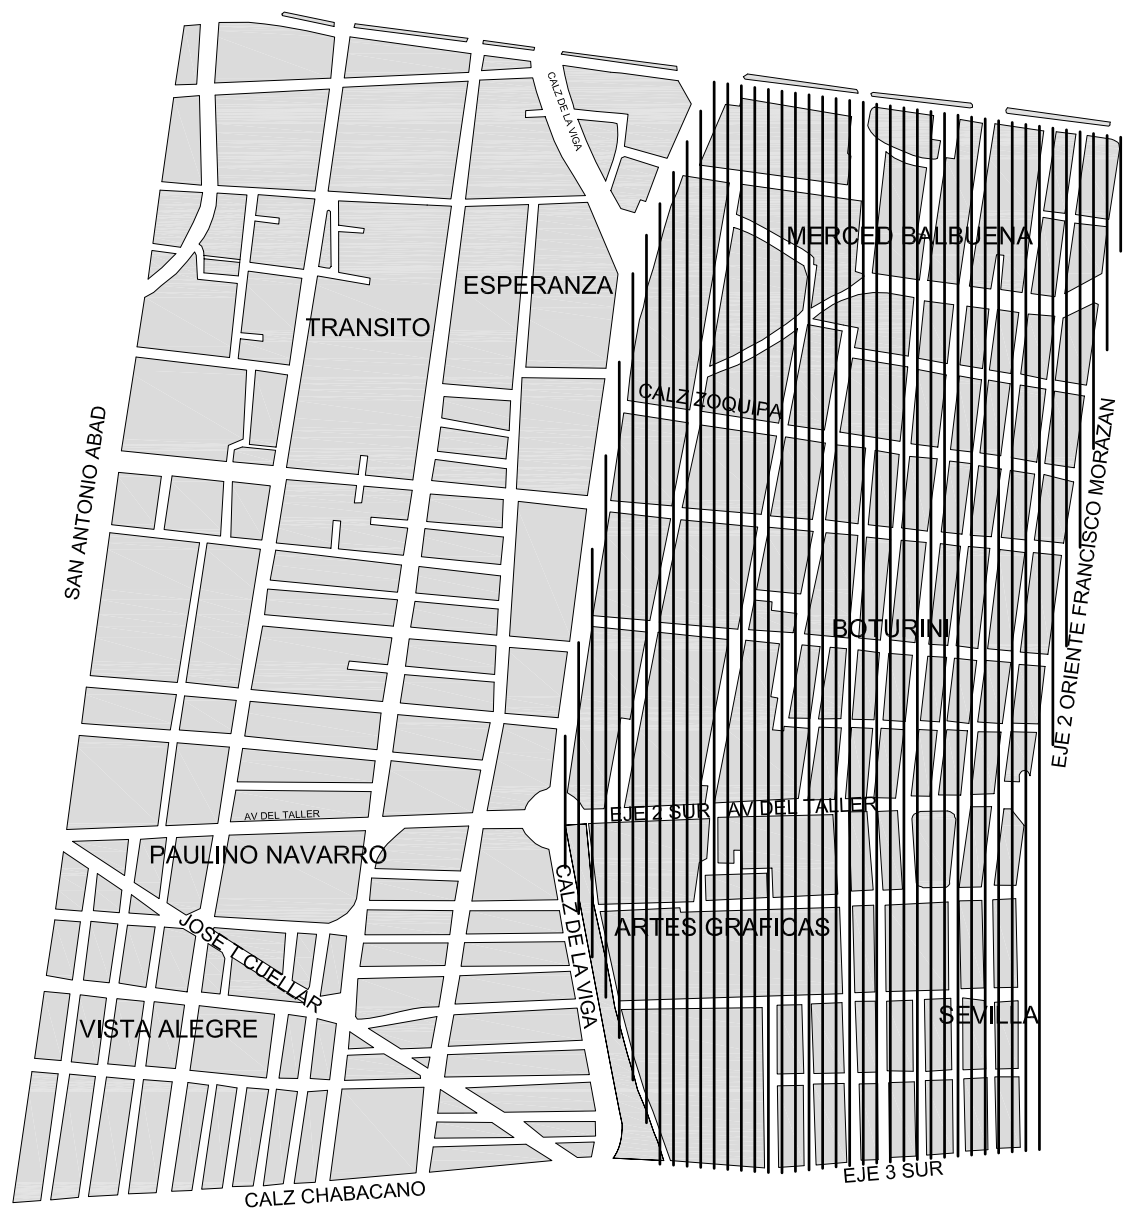 CALZ DE LA VIGA
MERCED BALBUENA
ESPERANZA
TRANSITO
CALZ ZOQUIPA
SAN ANTONIO ABAD
EJE 2 ORIENTE FRANCISCO MORAZAN
BOTURINI
EJE 2 SUR AV DEL TALLER
AV DEL TALLER
PAULINO NAVARRO
CALZ DE LA VIGA
ARTES GRAFICAS
JOSE T CUELLAR
SEVILLA
VISTA ALEGRE
EJE 3 SUR
CALZ CHABACANO